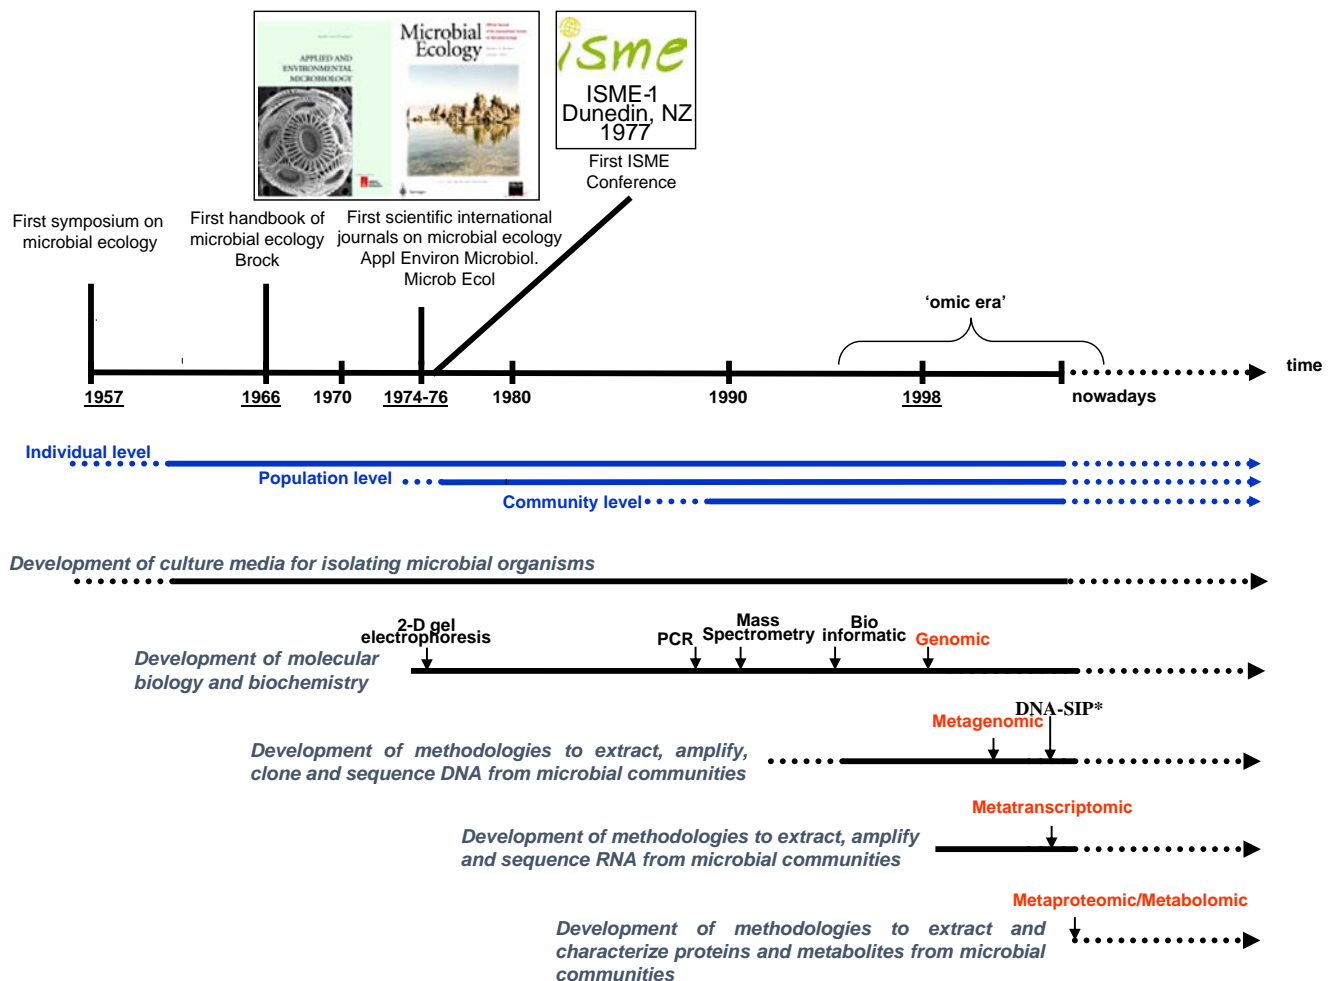 APPLIED AND
ENVIRONMENTAL
MICROBIOLOGY
Microbial
Ecology
Springer
isme
ISME-1
Dunedin, NZ
1977
First ISME
Conference
First symposium on
microbial ecology
First handbook of
microbial ecology
Brock
First scientific international
journals on microbial ecology
Appl Environ Microbiol.
Microb Ecol
'omic era'
time
1957
1966
1970
1974-76
1980
1990
1998
nowadays
Individual level
Population level
Community level
Development of culture media for isolating microbial organisms
2-D gel
electrophoresis
PCR
Mass
Spectrometry
Bio
informatic
Genomic
Development of molecular
biology and biochemistry
DNA-SIP*
Metagenomic
Development of methodologies to extract, amplify,
clone and sequence DNA from microbial communities
Metatranscriptomic
Development of methodologies to extract, amplify
and sequence RNA from microbial communities
Metaproteomic/Metabolomic
Development of methodologies to extract and
characterize proteins and metabolites from microbial
communities